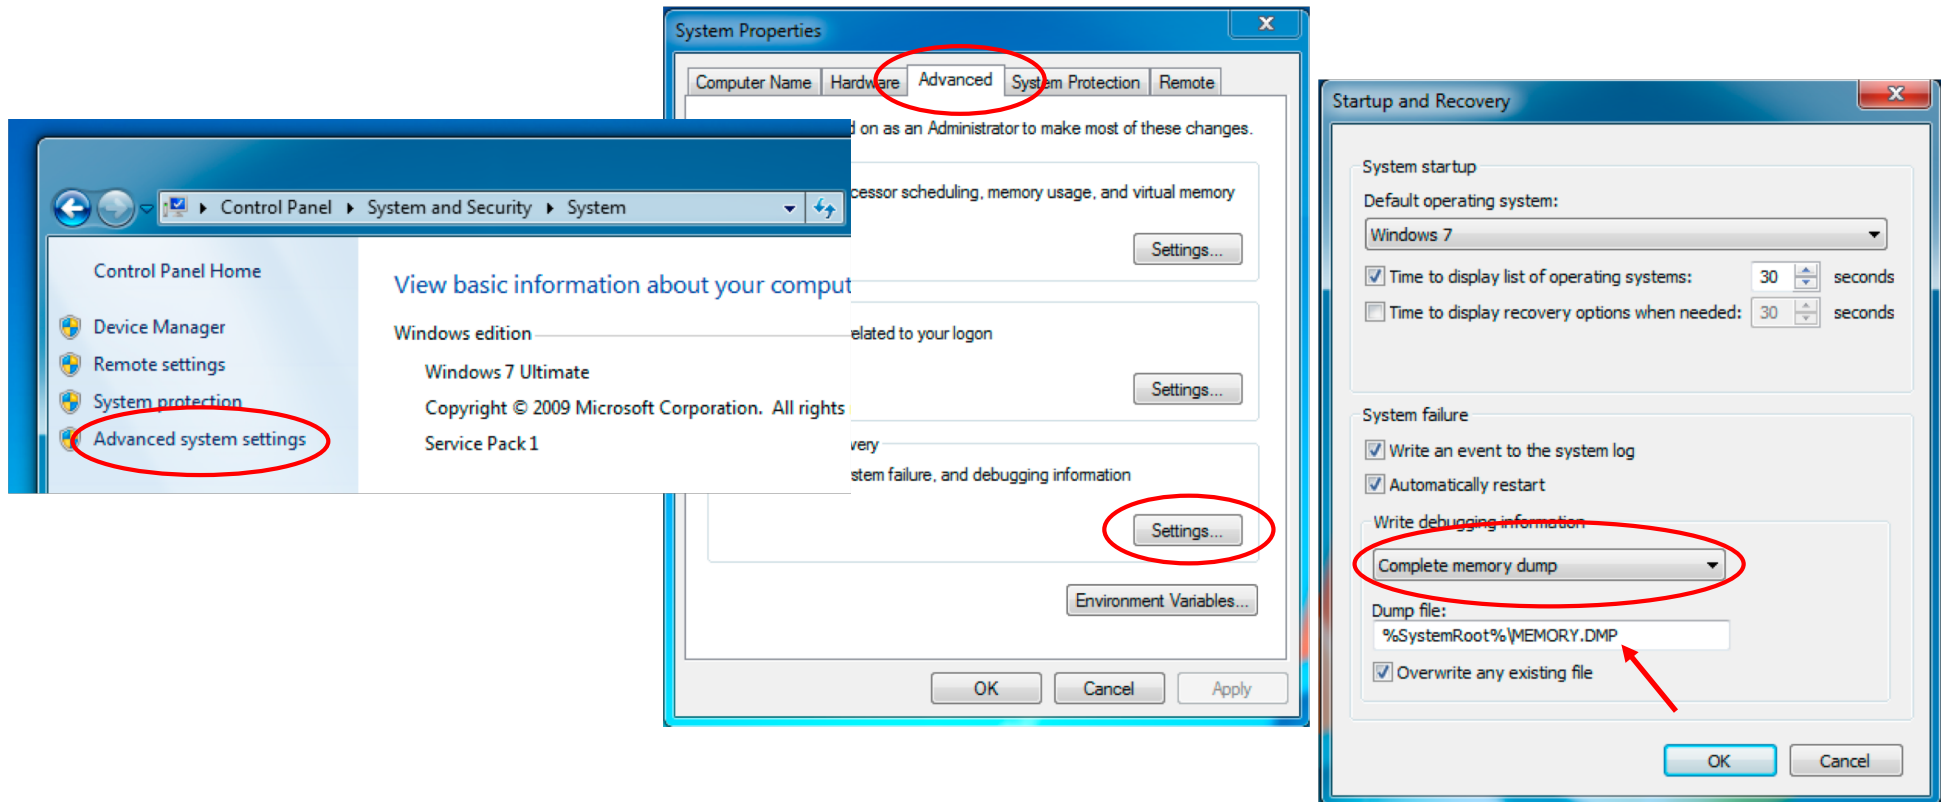 Control Panel ▸ System and Security ▸ System
Control Panel Home
Device Manager
Remote settings
System protection
Advanced system settings
View basic information about your comput
Windows edition
Windows 7 Ultimate
Copyright © 2009 Microsoft Corporation. All rights
Service Pack 1
System Properties
Computer Name Hardware Advanced System Protection Remote
d on as an Administrator to make most of these changes.
cessor scheduling, memory usage, and virtual memory
Settings...
elated to your logon
Settings...
very
stem failure, and debugging information
Settings...
Environment Variables...
OK Cancel Apply
Startup and Recovery
System startup
Default operating system:
Windows 7
Time to display list of operating systems: 30 seconds
Time to display recovery options when needed: 30 seconds
System failure
Write an event to the system log
Automatically restart
Write debugging information
Complete memory dump
Dump file:
%SystemRoot%\MEMORY.DMP
Overwrite any existing file
OK Cancel